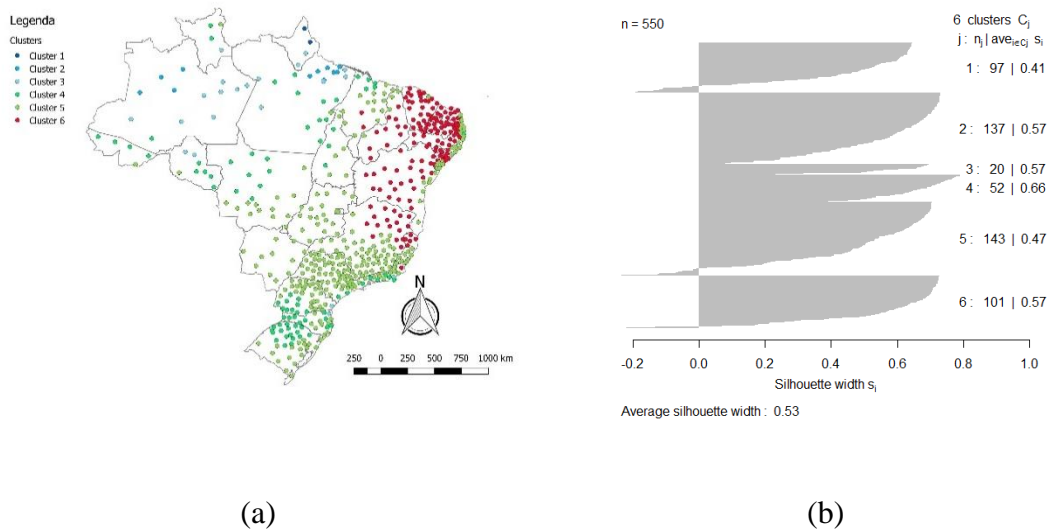 Legenda
Clusters
Cluster 1
Cluster 2
Cluster 3
Cluster 4
Cluster 5
Cluster 6
N
250 0 250 500 750 1000 km
(a)
n = 550
6 clusters Cj
j : nj | avei∈Cj si
1 : 97 | 0.41
2 : 137 | 0.57
3 : 20 | 0.57
4 : 52 | 0.66
5 : 143 | 0.47
6 : 101 | 0.57
-0.2 0.0 0.2 0.4 0.6 0.8 1.0
Silhouette width si
Average silhouette width : 0.53
(b)